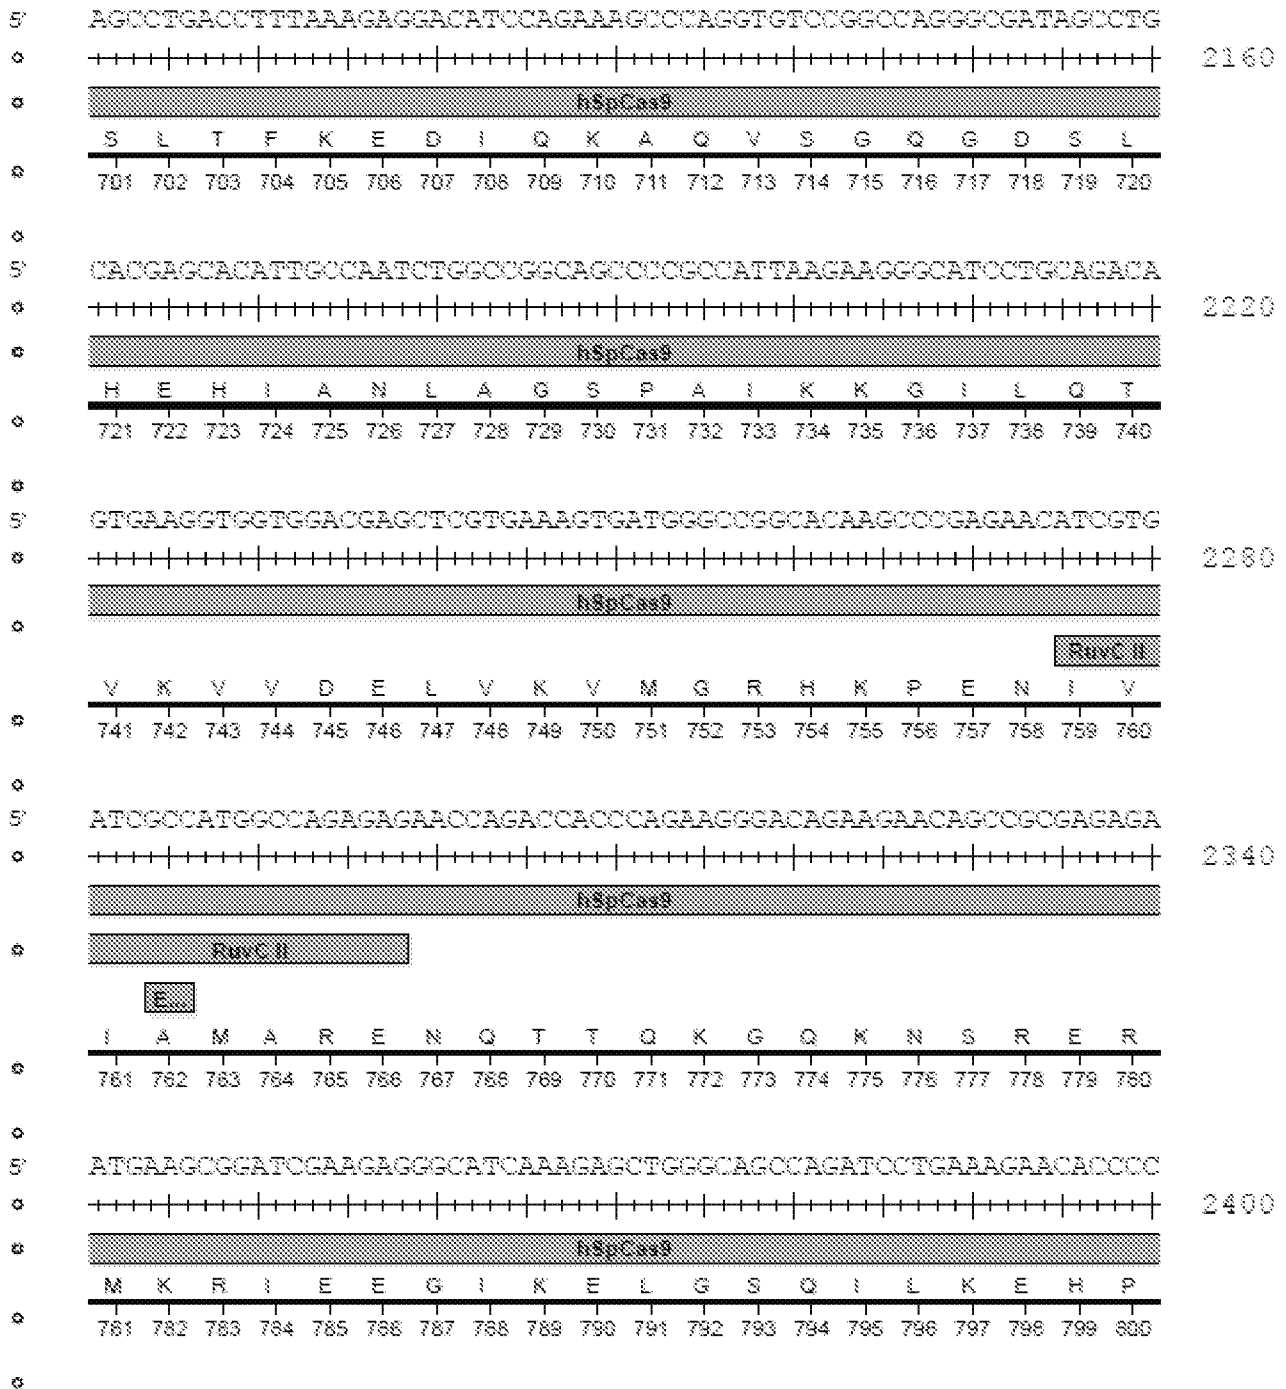 5' AGCCTGACCTTTAAAGAGGACATCCAGAAAGCCCAGGTGTCCGGCCAGGGCGATAGCCTG
2160
hSpCas9
S L T F K E D I Q K A Q V S G Q G D S L
701 702 703 704 705 706 707 708 709 710 711 712 713 714 715 716 717 718 719 720
5' CACGAGCACATTGCCAATCTGGCCGGCAGCCCCGCCATTAAGAAGGGCATCCTGCAGACA
2220
hSpCas9
H E H I A N L A G S P A I K K G I L Q T
721 722 723 724 725 726 727 728 729 730 731 732 733 734 735 736 737 738 739 740
5' GTGAAGGTGGTGGACGAGCTCGTGAAAGTGATGGGCCGGCACAAGCCCGAGAACATCGTG
2280
hSpCas9
RuvC II
V K V V D E L V K V M G R H K P E N I V
741 742 743 744 745 746 747 748 749 750 751 752 753 754 755 756 757 758 759 760
5' ATCGCCATGGCCAGAGAGAACCAGACCACCCAGAAGGGACAGAAGAACAGCCGCGAGAGA
2340
hSpCas9
RuvC II
E...
I A M A R E N Q T T Q K G Q K N S R E R
761 762 763 764 765 766 767 768 769 770 771 772 773 774 775 776 777 778 779 780
5' ATGAAGCGGATCGAAGAGGGCATCAAAGAGCTGGGCAGCCAGATCCTGAAAGAACACCCC
2400
hSpCas9
M K R I E E G I K E L G S Q I L K E H P
781 782 783 784 785 786 787 788 789 790 791 792 793 794 795 796 797 798 799 800